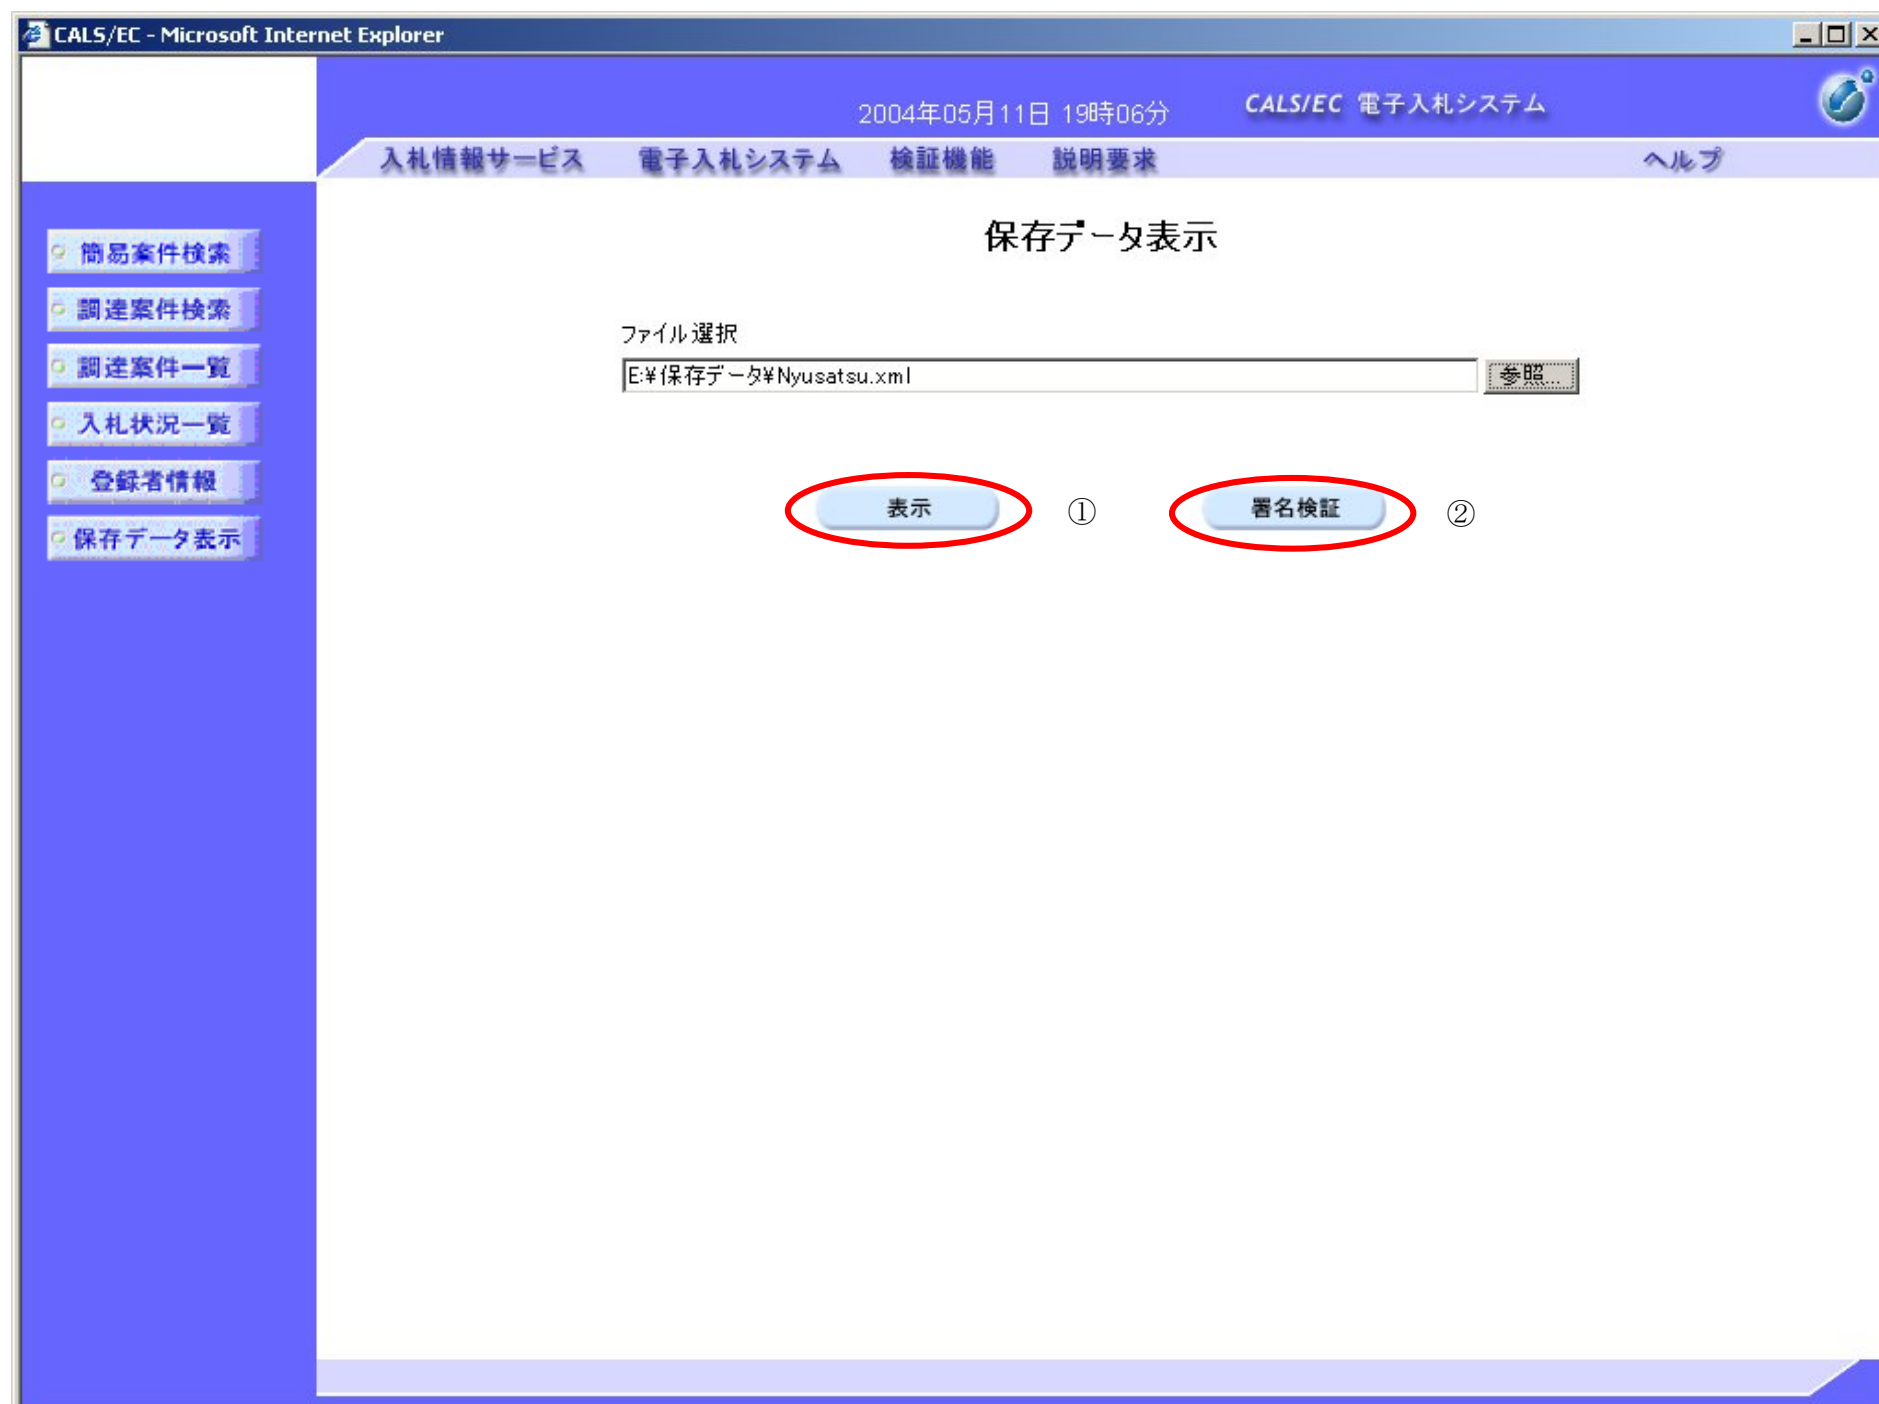 CALS/EC - Microsoft Internet Explorer
2004年05月11日 19時06分
CALS/EC 電子入札システム
入札情報サービス 電子入札システム 検証機能 説明要求 ヘルプ
簡易案件検索
調達案件検索
調達案件一覧
入札状況一覧
登録者情報
保存データ表示
保存データ表示
ファイル選択
E:¥保存データ¥Nyusatsu.xml 参照...
表示 ① 署名検証 ②